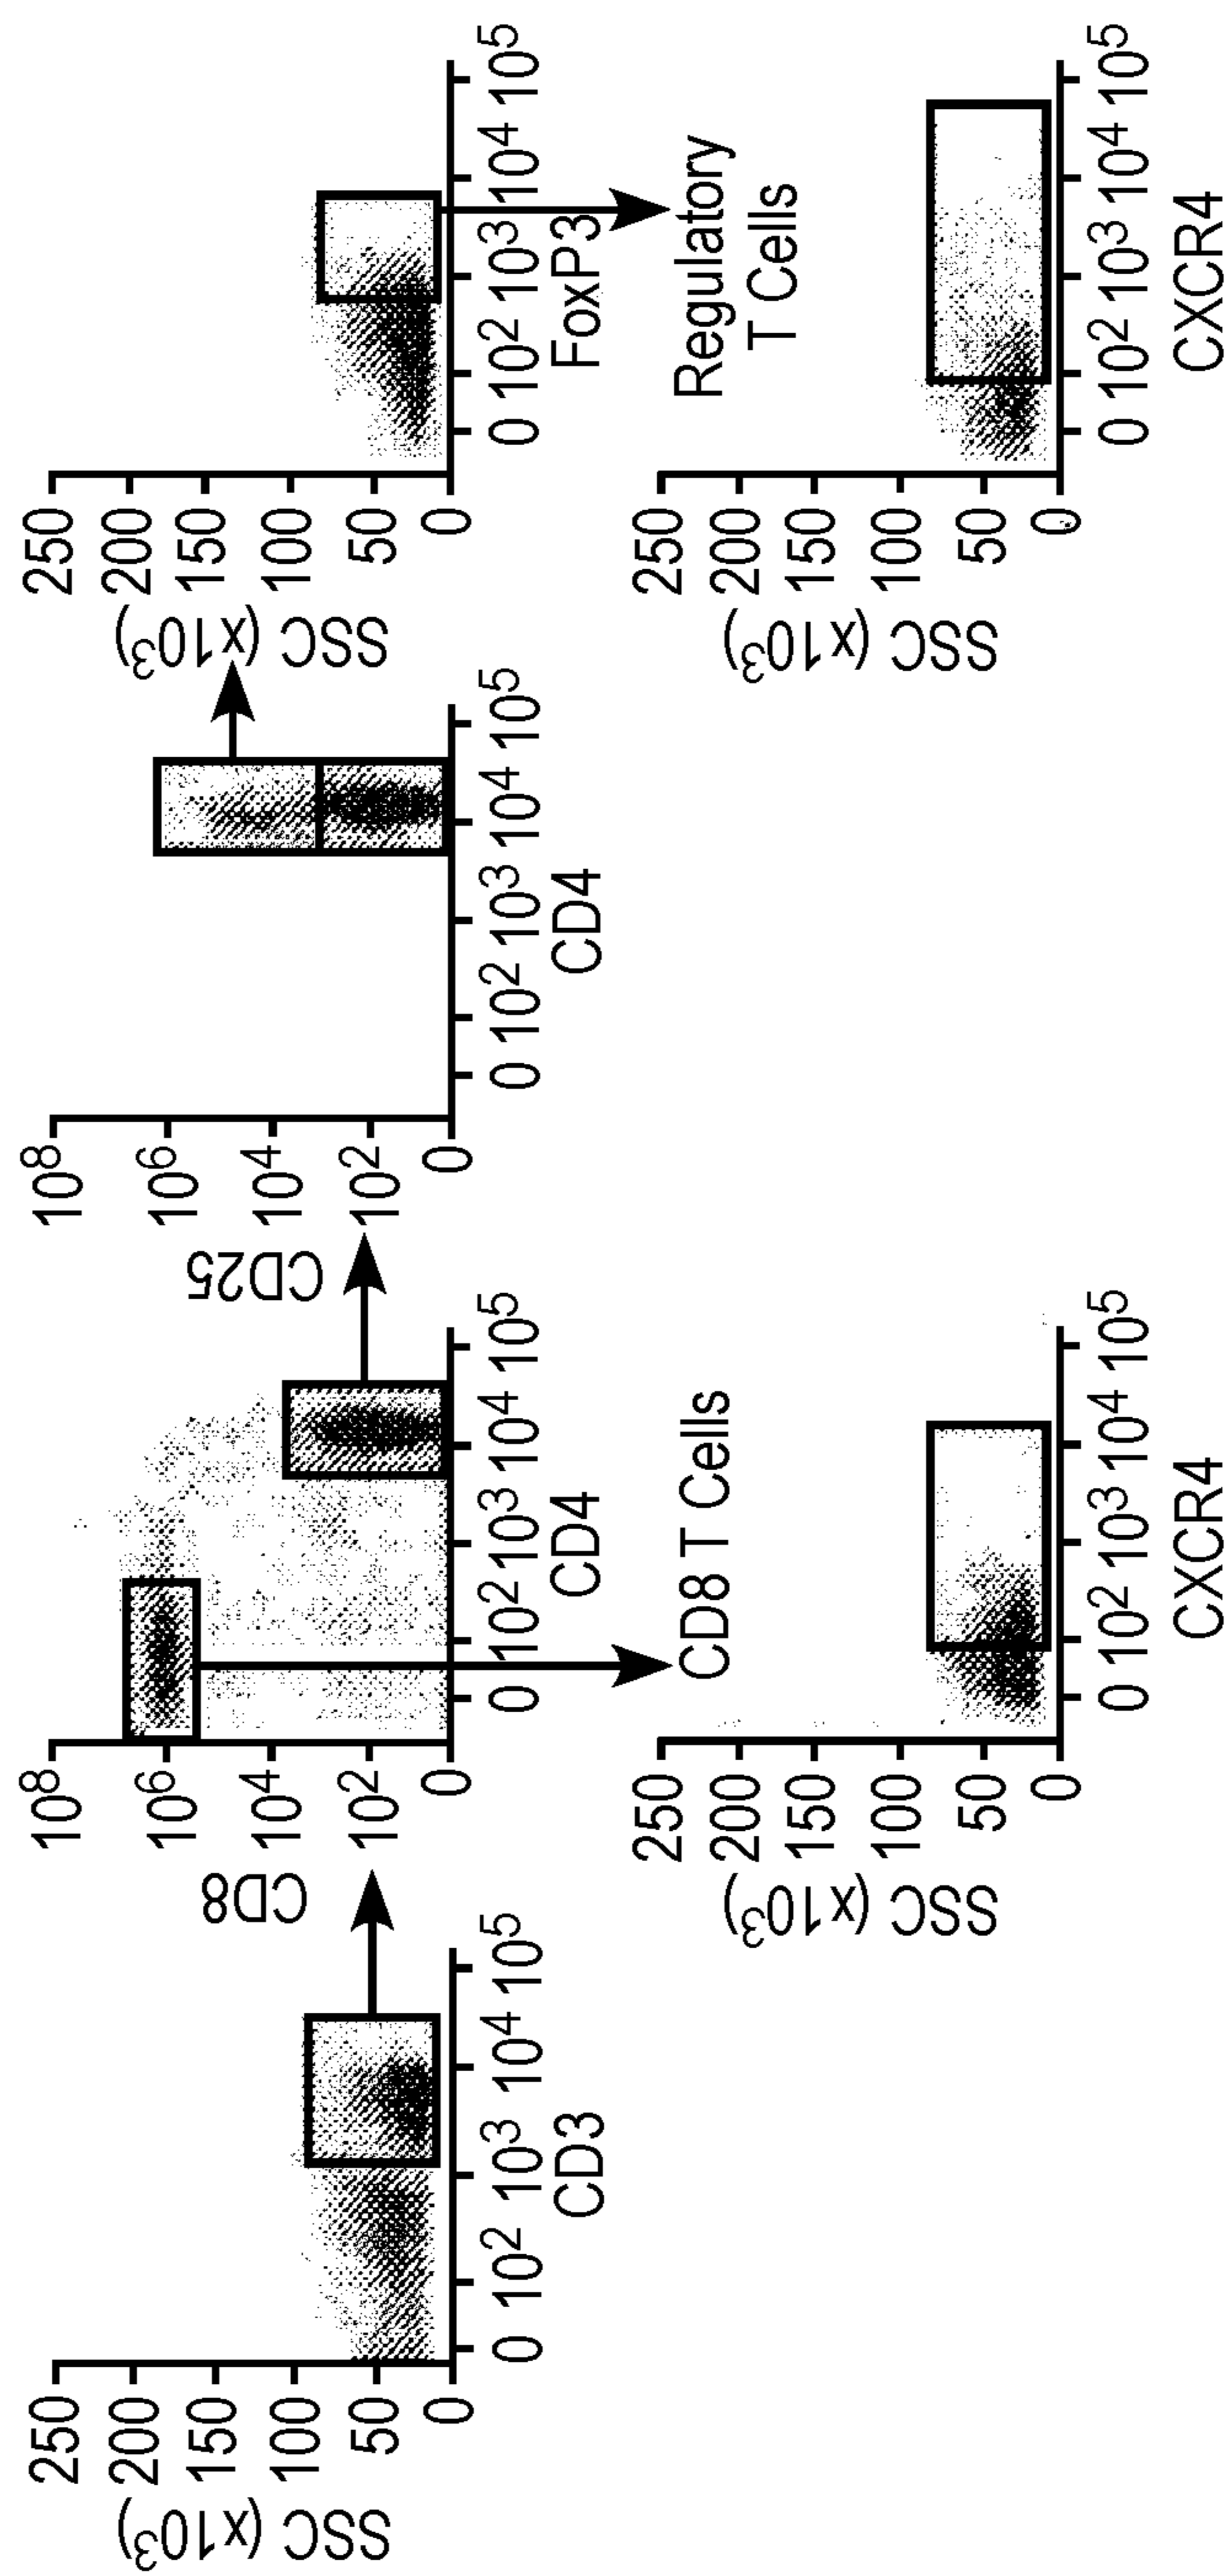 250
200
150
100
50
0
SSC (x10³)
0 10² 10³ 10⁴ 10⁵
CD3
10⁸
10⁶
10⁴
10²
0
CD8
0 10² 10³ 10⁴ 10⁵
CD4
10⁸
10⁶
10⁴
10²
0
CD25
0 10² 10³ 10⁴ 10⁵
CD4
250
200
150
100
50
0
SSC (x10³)
0 10² 10³ 10⁴ 10⁵
FoxP3
CD8 T Cells
250
200
150
100
50
0
SSC (x10³)
0 10² 10³ 10⁴ 10⁵
CXCR4
Regulatory
T Cells
250
200
150
100
50
0
SSC (x10³)
0 10² 10³ 10⁴ 10⁵
CXCR4